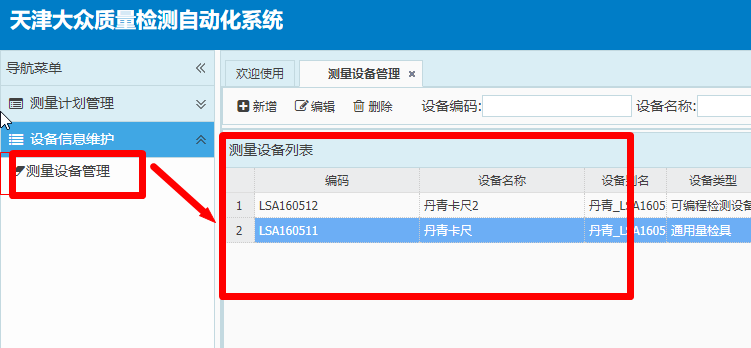 天津大众质量检测自动化系统
导航菜单
欢迎使用
测量设备管理
测量计划管理
新增 编辑 删除 设备编码: 设备名称:
设备信息维护
测量设备管理
测量设备列表
编码 设备名称 设备别名 设备类型
1 LSA160512 丹青卡尺2 丹青_LSA1605 可编程检测设备
2 LSA160511 丹青卡尺 丹青_LSA1605 通用量检具